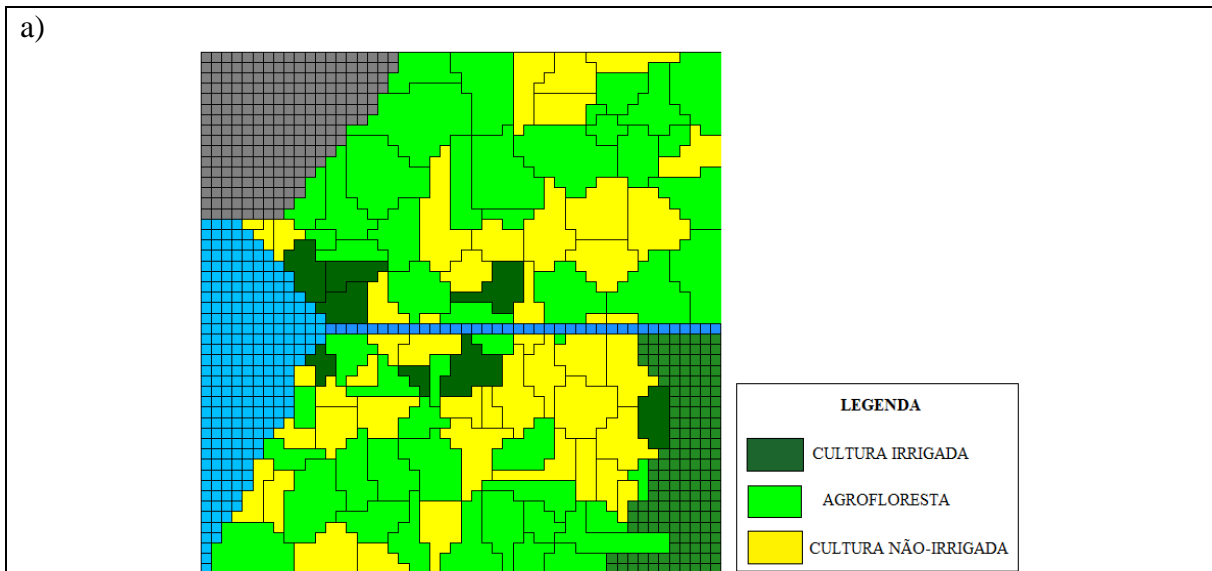 a)
LEGENDA
CULTURA IRRIGADA
AGROFLORESTA
CULTURA NÃO-IRRIGADA